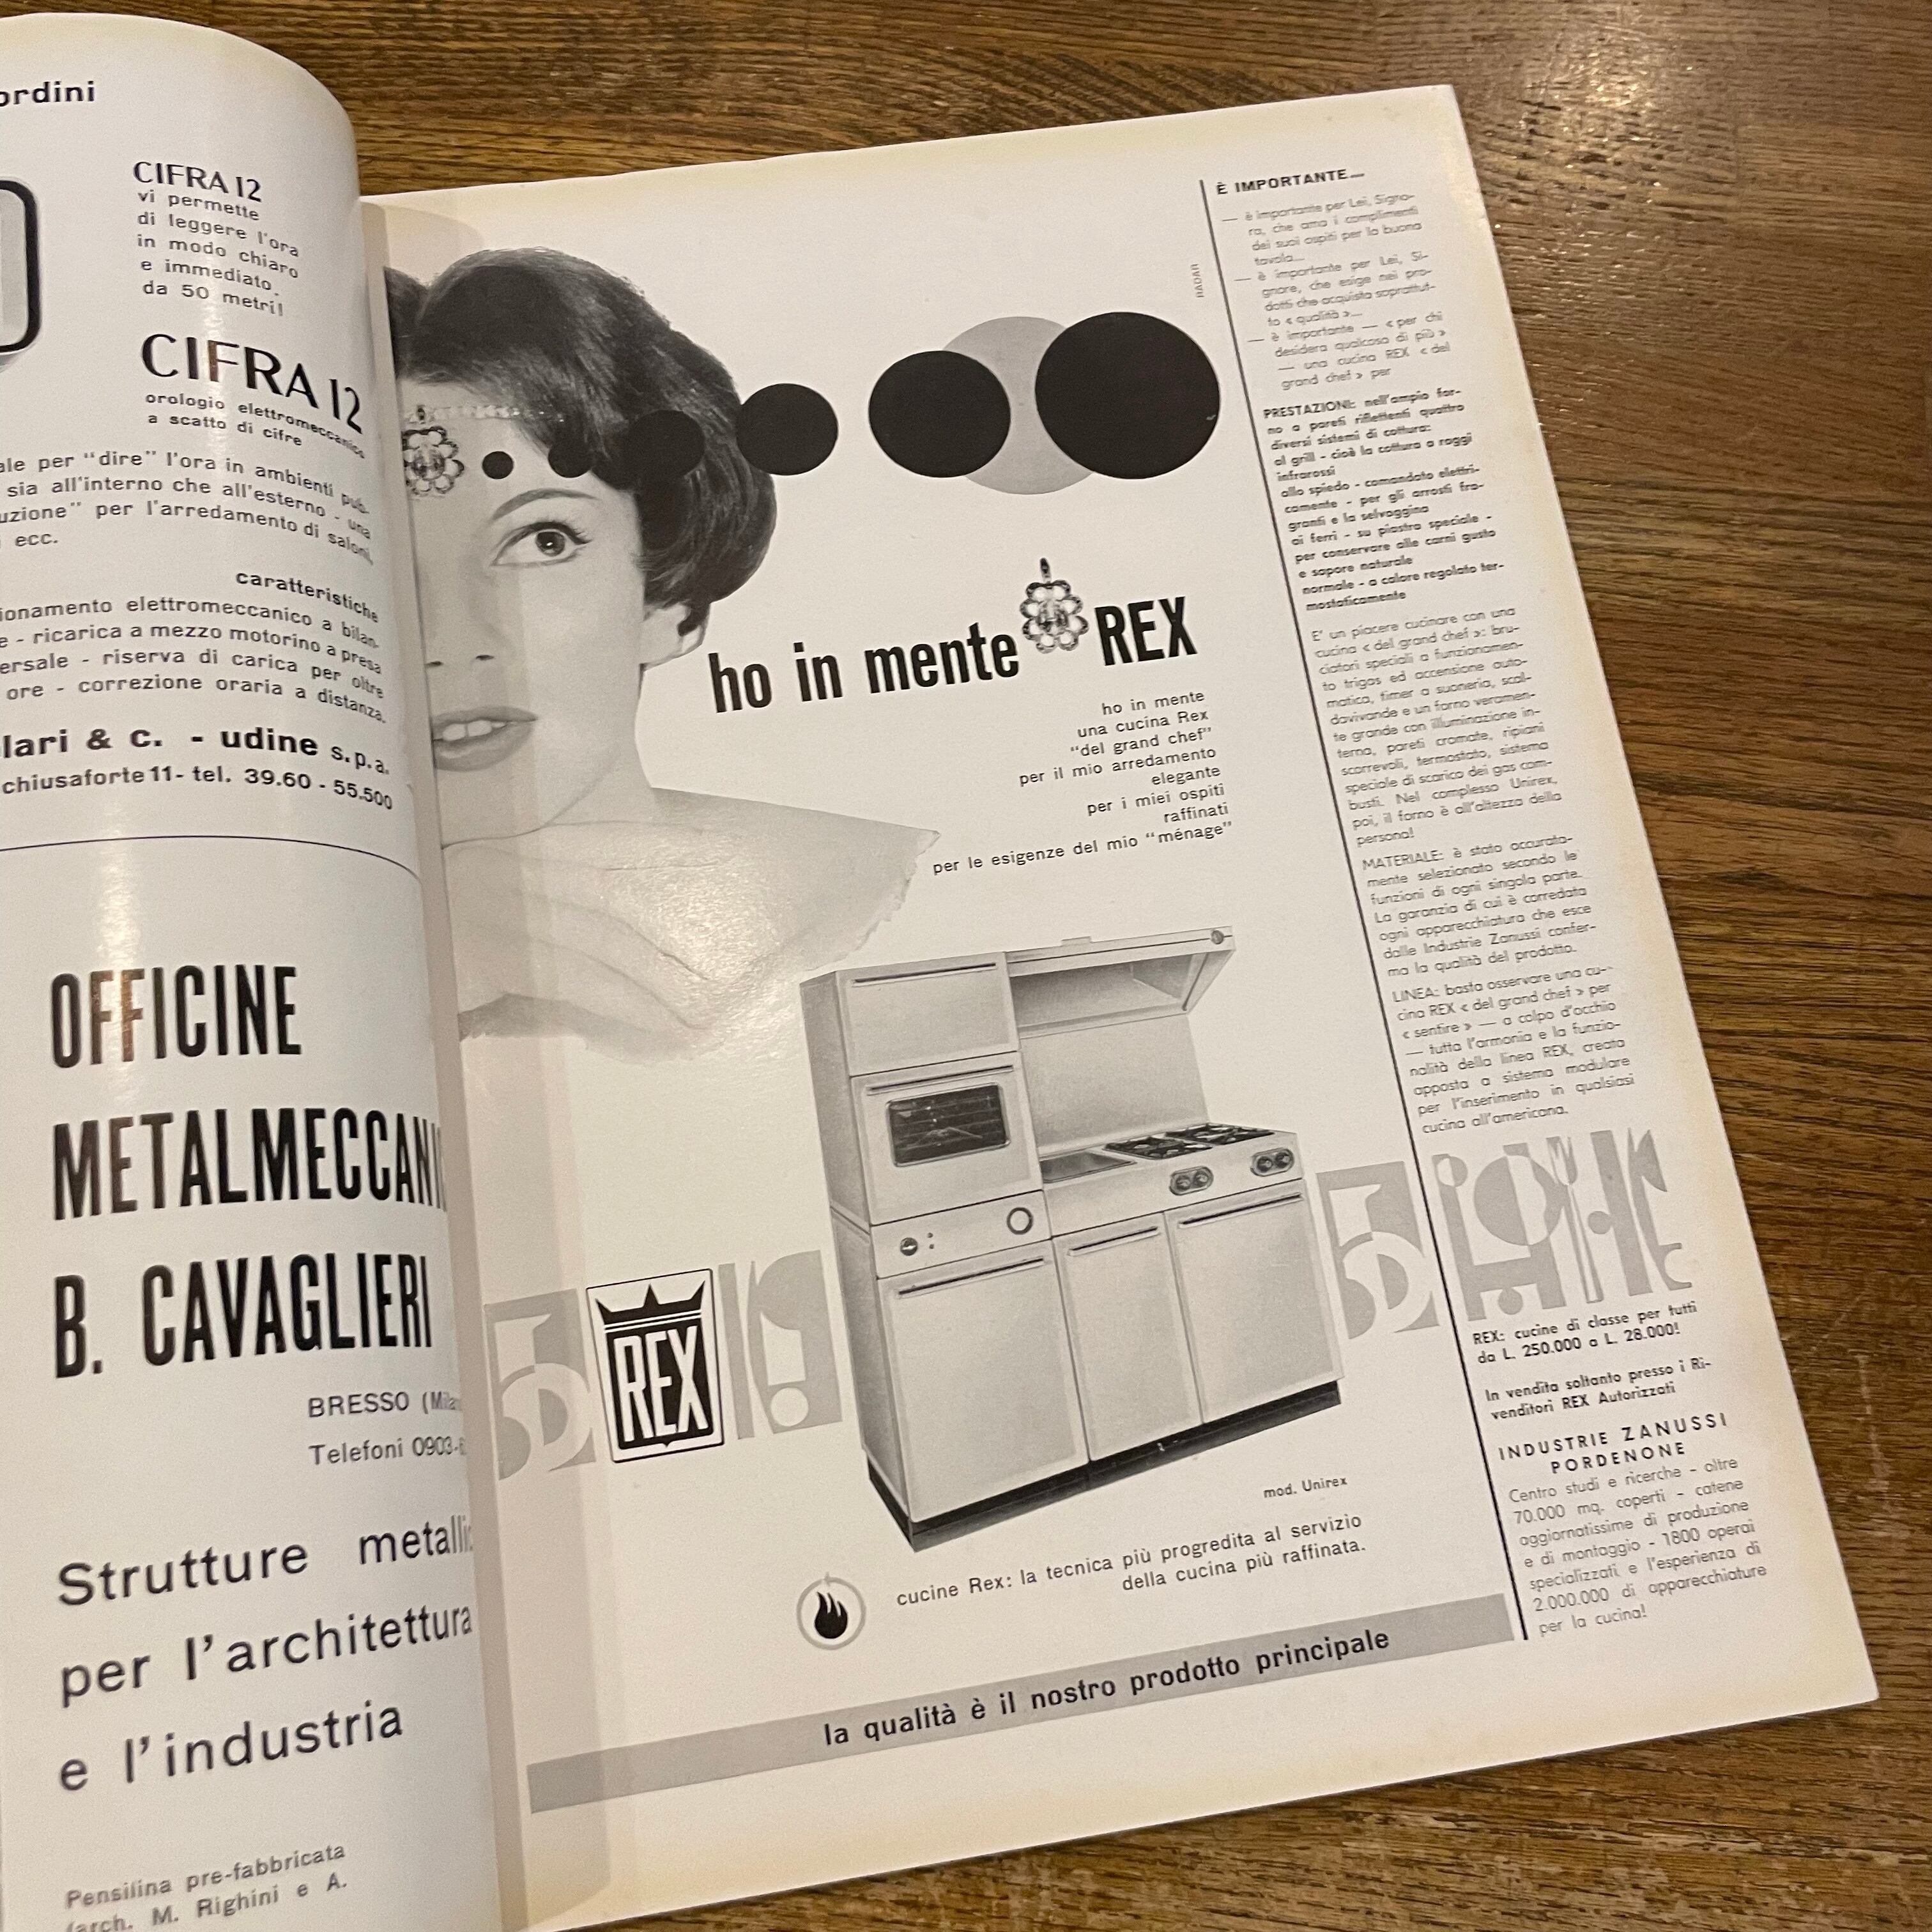 ordini
CIFRA 12
vi permette
di leggere l'ora
in modo chiaro
e immediato.
da 50 metri!
CIFRA 12
orologio elettromeccanico
a scatto di cifre
ale per “dire” l'ora in ambienti pub-
sia all'interno che all'esterno - una
uzione” per l'arredamento di saloni,
ecc.
caratteristiche
ionamento elettromeccanico a bilan-
e - ricarica a mezzo motorino a presa
ersale - riserva di carica per oltre
ore - correzione oraria a distanza.
lari & c. - udine s.p.a.
chiusaforte 11 - tel. 39.60 - 55.500
OFFICINE
METALMECCANI
B. CAVAGLIERI
BRESSO (Mila
Telefoni 0903-
Strutture metalli
per l'architettura
e l'industria
Pensilina pre-fabbricata
(arch. M. Righini e A.
RADAR
ho in mente REX
ho in mente
una cucina Rex
“del grand chef”
per il mio arredamento
elegante
per i miei ospiti
raffinati
per le esigenze del mio “ménage”
REX
mod. Unirex
cucine Rex: la tecnica più progredita al servizio
della cucina più raffinata.
la qualità è il nostro prodotto principale
È IMPORTANTE...
— è importante per Lei, Signo-
ra, che ama i complimenti
dei suoi ospiti per la buona
tavola...
— è importante per Lei, Si-
gnore, che esige nei pro-
dotti che acquista soprattut-
to « qualità »...
— è importante — « per chi
desidera qualcosa di più »
— una cucina REX « del
grand chef » per
PRESTAZIONI: nell'ampio for-
no a pareti riflettenti quattro
diversi sistemi di cottura:
al grill - cioè la cottura a raggi
infrarossi
allo spiedo - comandato elettri-
camente - per gli arrosti fra-
granti e la selvaggina
ai ferri - su piastra speciale -
per conservare alle carni gusto
e sapore naturale
normale - a calore regolato ter-
mostaticamente
E' un piacere cucinare con una
cucina « del grand chef »: bru-
ciatori speciali a funzionamen-
to trigas ed accensione auto-
matica, timer a suoneria, scal-
davivande e un forno veramen-
te grande con illuminazione in-
terna, pareti cromate, ripiani
scorrevoli, termostato, sistema
speciale di scarico dei gas com-
busti. Nel complesso Unirex,
poi, il forno è all'altezza della
persona!
MATERIALE: è stato accurata-
mente selezionato secondo le
funzioni di ogni singola parte.
La garanzia di cui è corredata
ogni apparecchiatura che esce
dalle Industrie Zanussi confer-
ma la qualità del prodotto.
LINEA: basta osservare una cu-
cina REX « del grand chef » per
« sentire » — a colpo d'occhio
— tutta l'armonia e la funzio-
nalità della linea REX, creata
apposta a sistema modulare
per l'inserimento in qualsiasi
cucina all'americana.
REX: cucine di classe per tutti
da L. 250.000 a L. 28.000!
In vendita soltanto presso i Ri-
venditori REX Autorizzati
INDUSTRIE ZANUSSI
PORDENONE
Centro studi e ricerche - oltre
70.000 mq. coperti - catene
aggiornatissime di produzione
e di montaggio - 1800 operai
specializzati e l'esperienza di
2.000.000 di apparecchiature
per la cucina!